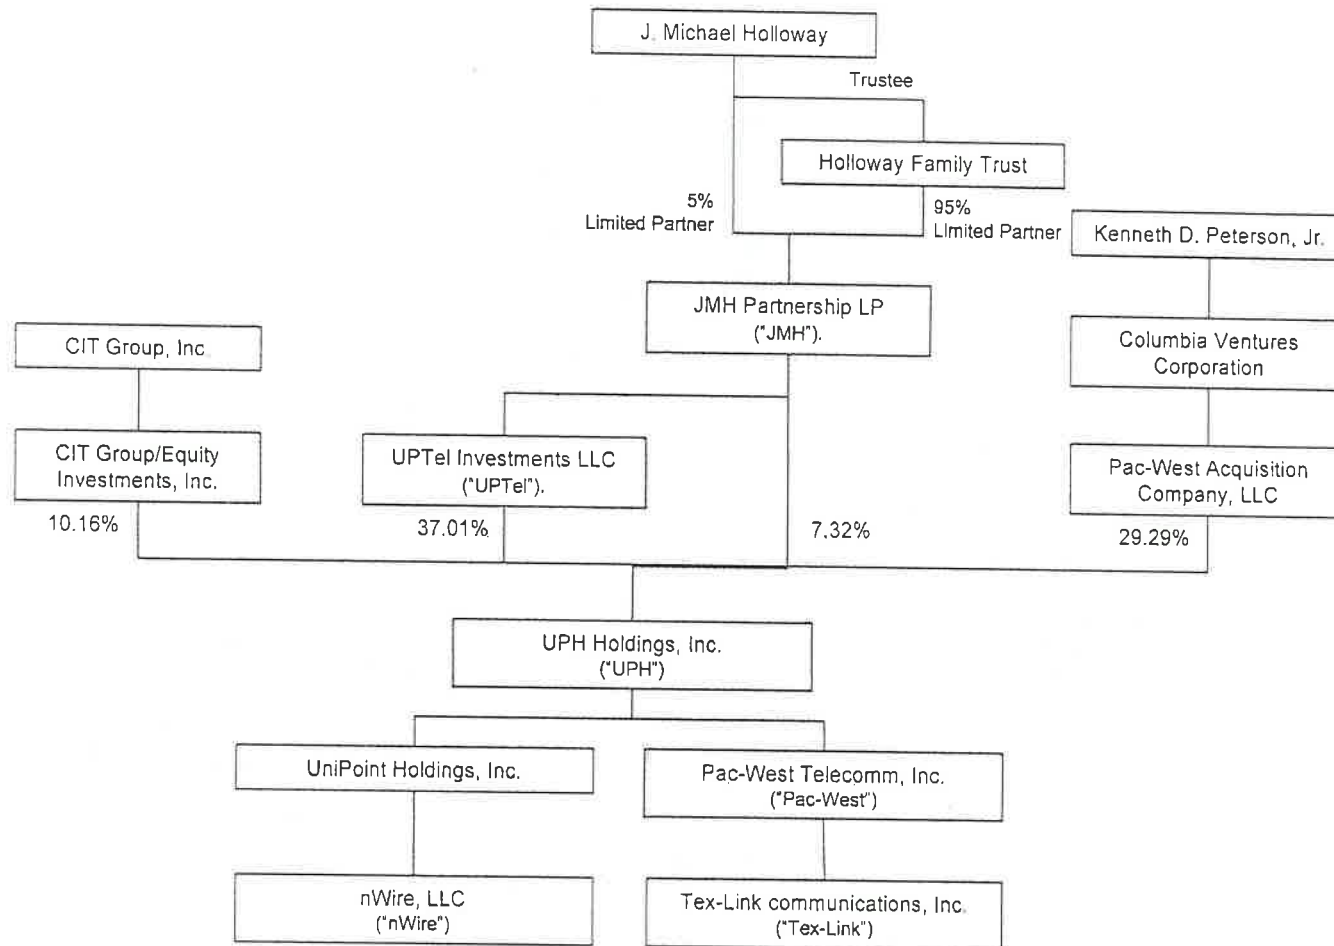 J. Michael Holloway
Trustee
Holloway Family Trust
5%
Limited Partner
95%
Limited Partner
Kenneth D. Peterson, Jr.
JMH Partnership LP
("JMH").
CIT Group, Inc.
Columbia Ventures
Corporation
CIT Group/Equity
Investments, Inc.
UPTel Investments LLC
("UPTel").
Pac-West Acquisition
Company, LLC
10.16%
37.01%
7.32%
29.29%
UPH Holdings, Inc.
("UPH")
UniPoint Holdings, Inc.
Pac-West Telecomm, Inc.
("Pac-West")
nWire, LLC
("nWire")
Tex-Link communications, Inc.
("Tex-Link")